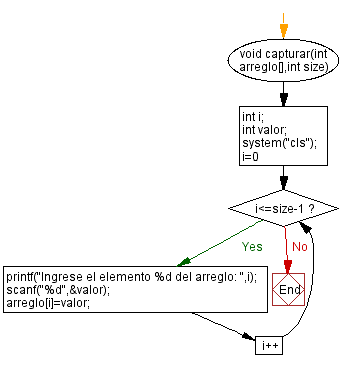 void capturar(int
arreglo[],int size)
int i;
int valor;
system("cls");
i=0
i<=size-1 ?
Yes
No
printf("Ingrese el elemento %d del arreglo: ",i);
scanf("%d",&valor);
arreglo[i]=valor;
End
i++